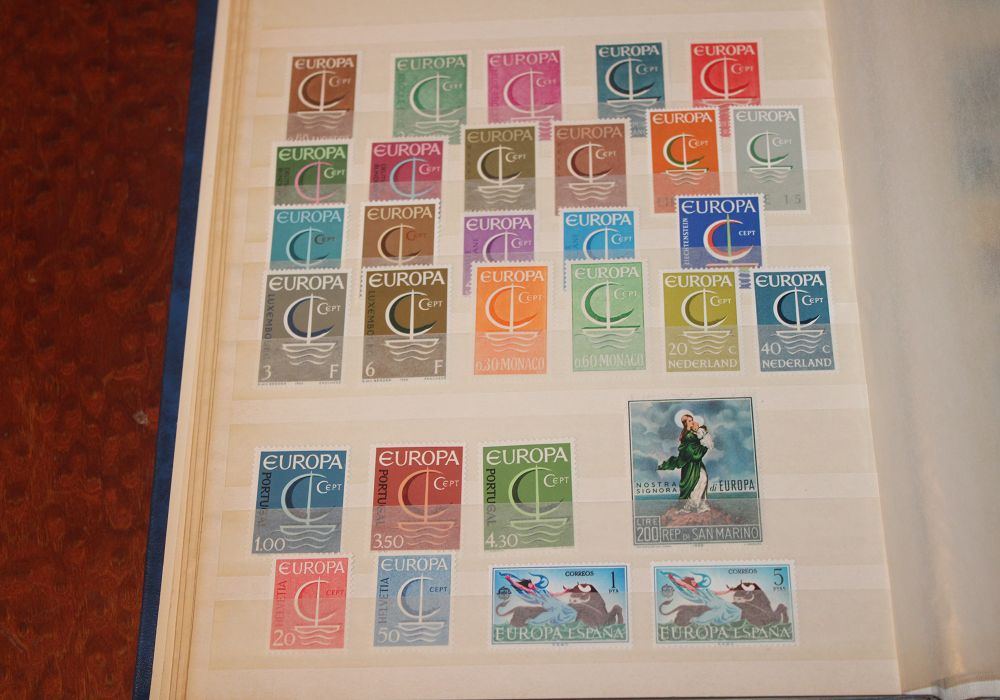 EUROPA
CEPT
EUROPA
CEPT
EUROPA
CEPT
EUROPA
CEPT
EUROPA
CEPT
EUROPA
CEPT
EUROPA
CEPT
EUROPA
CEPT
EUROPA
CEPT
EUROPA
CEPT
EUROPA
CEPT
EUROPA
CEPT
EUROPA
CEPT
EUROPA
CEPT
EUROPA
CEPT
EUROPA
CEPT
LIECHTENSTEIN
EUROPA
CEPT
LUXEMBOURG
3 F
EUROPA
CEPT
LUXEMBOURG
6 F
EUROPA
CEPT
0.30 MONACO
EUROPA
CEPT
0.60 MONACO
EUROPA
CEPT
20 C
NEDERLAND
EUROPA
CEPT
40 C
NEDERLAND
EUROPA
CEPT
PORTUGAL
1.00
EUROPA
CEPT
PORTUGAL
3.50
EUROPA
CEPT
PORTUGAL
4.30
NOSTRA
SIGNORA di EUROPA
LIRE
200 REP. DI SAN MARINO
EUROPA
CEPT
HELVETIA
20
EUROPA
CEPT
HELVETIA
50
CORREOS 1
PTA
EUROPA ESPAÑA
CORREOS 5
PTAS
EUROPA ESPAÑA